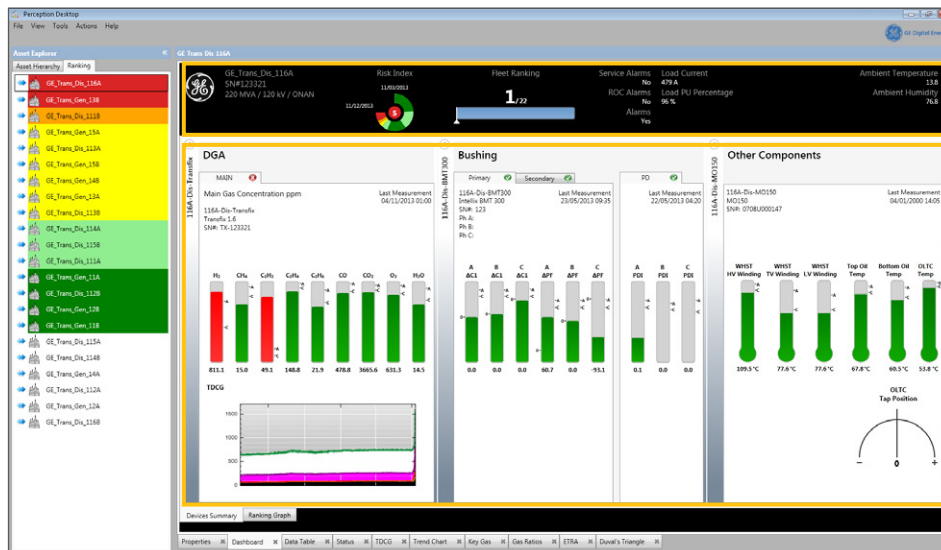 Perception Desktop
File View Tools Actions Help
GE Digital Ener
Asset Explorer
Asset Hierarchy Ranking
GE_Trans_Dis_116A
GE_Trans_Gen_13B
GE_Trans_Dis_111B
GE_Trans_Gen_15A
GE_Trans_Dis_113A
GE_Trans_Gen_15B
GE_Trans_Gen_14B
GE_Trans_Gen_13A
GE_Trans_Dis_113B
GE_Trans_Dis_114A
GE_Trans_Dis_115B
GE_Trans_Dis_111A
GE_Trans_Gen_11A
GE_Trans_Dis_112B
GE_Trans_Gen_12B
GE_Trans_Gen_11B
GE_Trans_Dis_115A
GE_Trans_Dis_114B
GE_Trans_Gen_14A
GE_Trans_Dis_112A
GE_Trans_Gen_12A
GE_Trans_Dis_116B
GE Trans Dis 116A
GE_Trans_Dis_116A
SN#123321
220 MVA / 120 kV / ONAN
Risk Index
11/03/2013
11/12/2013
5
Fleet Ranking
1/22
Service Alarms No
ROC Alarms No
Alarms Yes
Load Current
479 A
Load PU Percentage
96 %
Ambient Temperature
13.8
Ambient Humidity
76.8
116A-Dis-Transfix
DGA
MAIN
Main Gas Concentration ppm
Last Measurement
04/11/2013 01:00
116A-Dis-Transfix
Transfix 1.6
SN#: TX-123321
H₂ CH₄ C₂H₂ C₂H₄ C₂H₆ CO CO₂ O₂ H₂O
811.1 15.0 49.1 148.8 21.9 478.8 3665.6 631.3 14.5
TDCG
1500
1000
500
0
116A-Dis-BMT300
Bushing
Primary Secondary
116A-Dis-BMT300
Intellix BMT 300
SN#: 123
Ph A:
Ph B:
Ph C:
Last Measurement
23/05/2013 09:35
A B C A B C
ΔC1 ΔC1 ΔC1 ΔPF ΔPF ΔPF
0.0 0.0 0.0 60.7 0.0 -93.1
PD
Last Measurement
22/05/2013 04:20
A B C
PDI PDI PDI
0.1 0.0 0.0
116A-Dis-MO150
Other Components
116A-Dis-MO150
MO150
SN#: 0708U000147
Last Measurement
04/01/2000 14:05
WHST HV Winding
WHST TV Winding
WHST LV Winding
Top Oil Temp
Bottom Oil Temp
OLTC Temp
109.5 °C 77.6 °C 77.6 °C 67.8 °C 60.5 °C 53.8 °C
OLTC
Tap Position
− 0 +
Devices Summary Ranking Graph
Properties Dashboard Data Table Status TDCG Trend Chart Key Gas Gas Ratios ETRA Duval's Triangle